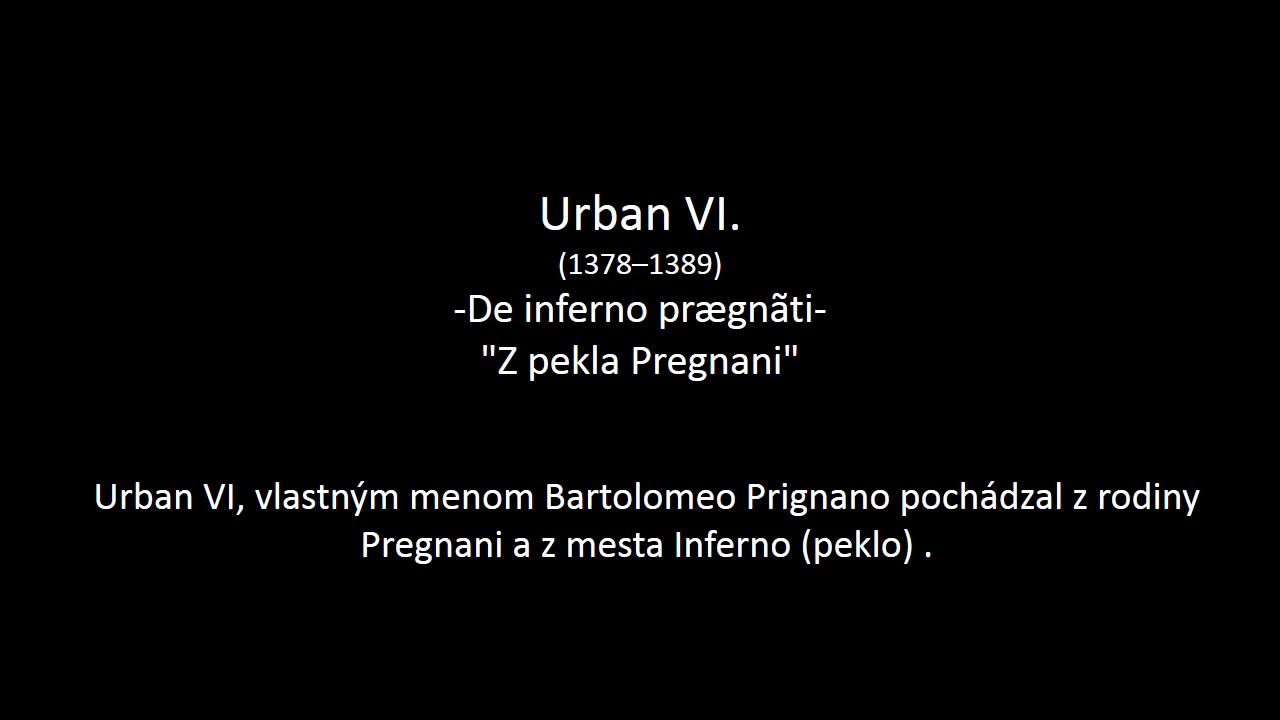 Urban VI.
(1378–1389)
-De inferno prægnãti-
"Z pekla Pregnani"
Urban VI, vlastným menom Bartolomeo Prignano pochádzal z rodiny
Pregnani a z mesta Inferno (peklo) .